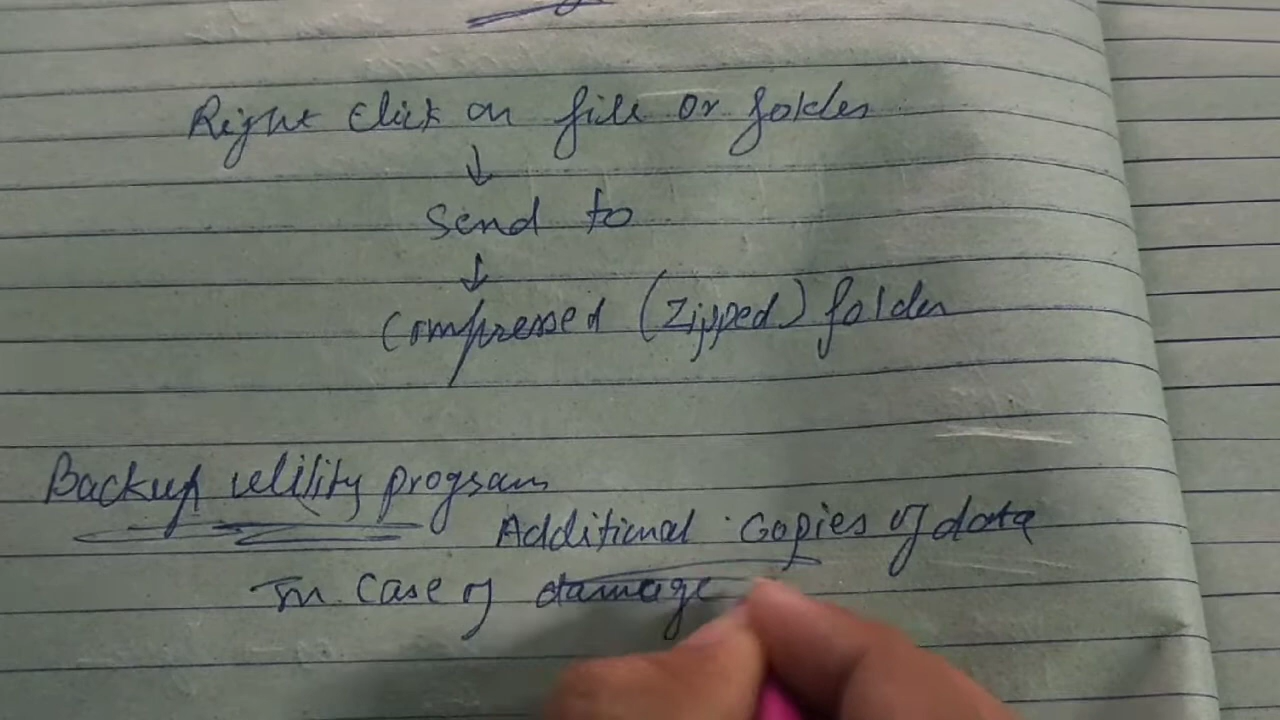 Right click on file or folder
↓
Send to
↓
Compressed (Zipped) folder
Backup utility program
Additional Copies of data
In case of damage